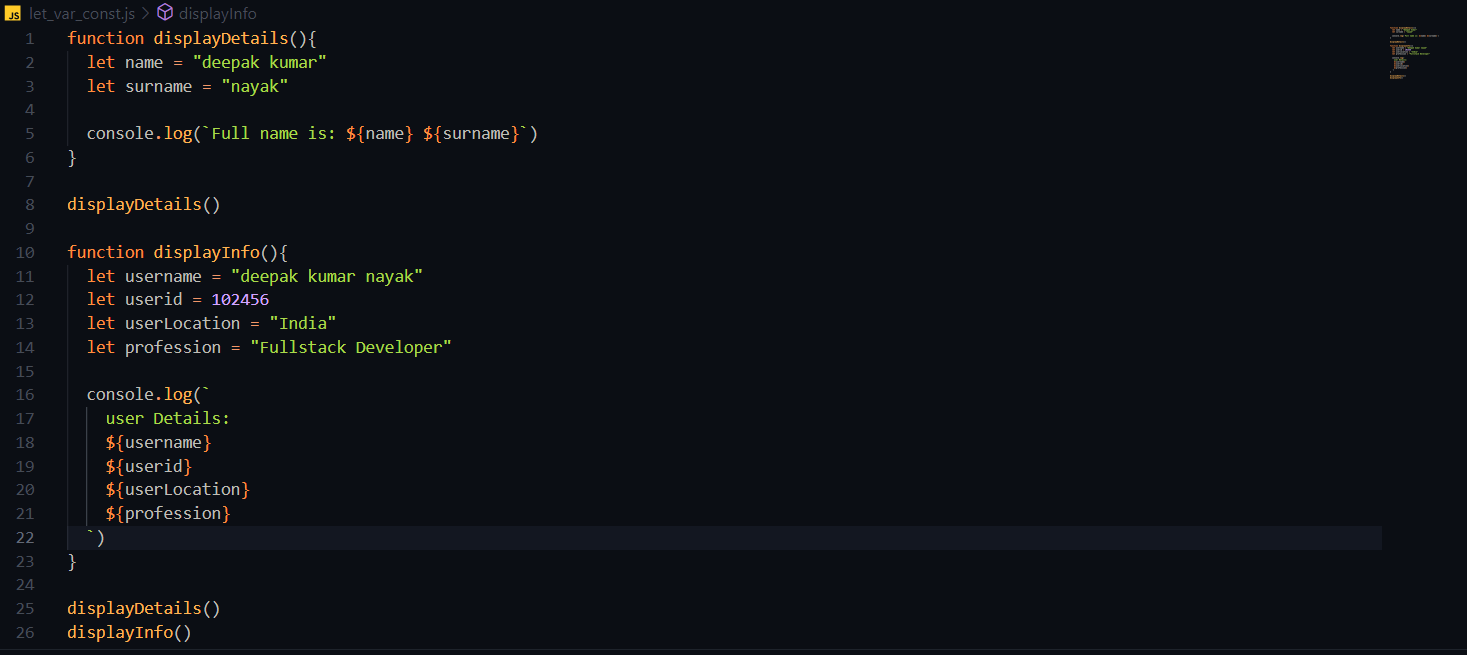 JS let_var_const.js > displayInfo
1 function displayDetails(){
2   let name = "deepak kumar"
3   let surname = "nayak"
4
5   console.log(`Full name is: ${name} ${surname}`)
6 }
7
8 displayDetails()
9
10 function displayInfo(){
11   let username = "deepak kumar nayak"
12   let userid = 102456
13   let userLocation = "India"
14   let profession = "Fullstack Developer"
15
16   console.log(`
17     user Details:
18     ${username}
19     ${userid}
20     ${userLocation}
21     ${profession}
22   `)
23 }
24
25 displayDetails()
26 displayInfo()